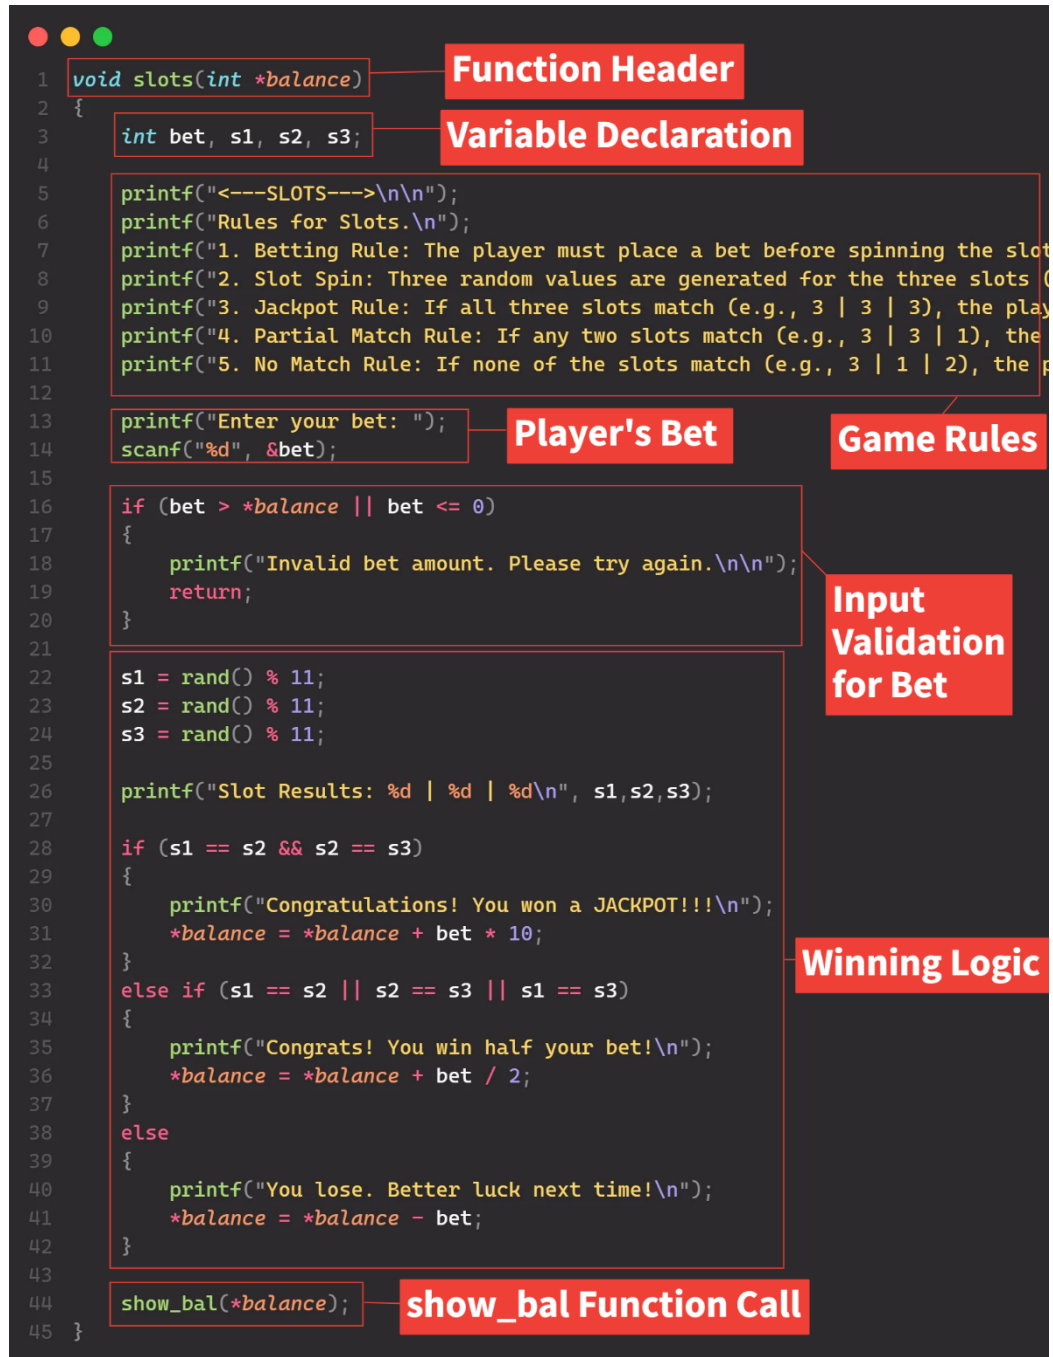 1 void slots(int *balance)
Function Header
2 {
3 int bet, s1, s2, s3;
Variable Declaration
4
5 printf("<---SLOTS--->\n\n");
6 printf("Rules for Slots.\n");
7 printf("1. Betting Rule: The player must place a bet before spinning the slot
8 printf("2. Slot Spin: Three random values are generated for the three slots (
9 printf("3. Jackpot Rule: If all three slots match (e.g., 3 | 3 | 3), the play
10 printf("4. Partial Match Rule: If any two slots match (e.g., 3 | 3 | 1), the
11 printf("5. No Match Rule: If none of the slots match (e.g., 3 | 1 | 2), the p
12
Game Rules
13 printf("Enter your bet: ");
14 scanf("%d", &bet);
Player's Bet
15
16 if (bet > *balance || bet <= 0)
17 {
18 printf("Invalid bet amount. Please try again.\n\n");
19 return;
20 }
Input
Validation
for Bet
21
22 s1 = rand() % 11;
23 s2 = rand() % 11;
24 s3 = rand() % 11;
25
26 printf("Slot Results: %d | %d | %d\n", s1,s2,s3);
27
28 if (s1 == s2 && s2 == s3)
29 {
30 printf("Congratulations! You won a JACKPOT!!!\n");
31 *balance = *balance + bet * 10;
32 }
33 else if (s1 == s2 || s2 == s3 || s1 == s3)
34 {
35 printf("Congrats! You win half your bet!\n");
36 *balance = *balance + bet / 2;
37 }
38 else
39 {
40 printf("You lose. Better luck next time!\n");
41 *balance = *balance - bet;
42 }
Winning Logic
43
44 show_bal(*balance);
show_bal Function Call
45 }